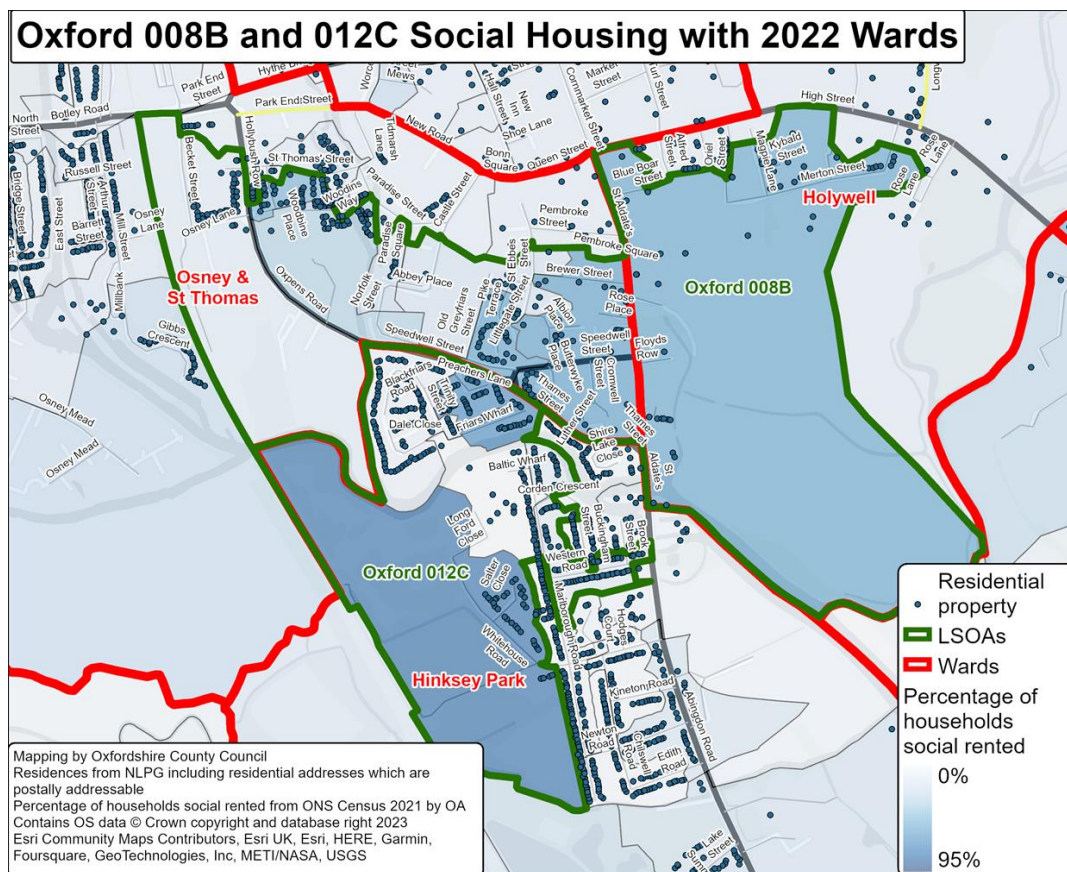 Oxford 008B and 012C Social Housing with 2022 Wards
Park End
Street
Hythe
Mews
Hall Street
New
Inn
Shoe Lane
Cornmarket Street
Market
Street
Turl Street
North
Street
Botley Road
Park End Street
Tidmarsh
Lane
New Road
High Street
Rose
Lane
Russell Street
Becket Street
Hollybush Row
St Thomas' Street
Bonn
Square
Queen Street
Alfred
Street
Oriel
Street
Blue Boar
Street
Magpie Lane
Kybald
Street
Merton Street
Rose
Lane
Holywell
Bridge Street
East Street
Arthur
Street
Mill Street
Barrett
Street
Osney
Lane
Osney Lane
Woodbine
Place
Woodins
Way
Paradise Street
Castle Street
Paradise
Square
St Aldate's
Pembroke
Street
Pembroke Square
Millbank
Osney &
St Thomas
Oxpens Road
Norfolk
Street
Abbey Place
Old
Greyfriars
Street
Pike
Terrace
Littlegate Street
St Ebbes
Street
Brewer Street
Rose
Place
Albion
Place
Oxford 008B
Gibbs
Crescent
Speedwell Street
Butterwyke
Place
Speedwell
Street
Cromwell
Street
Floyds
Row
Preachers Lane
Blackfriars
Road
Trinity
Street
Dale Close
Friars Wharf
Thames
Street
Luther Street
Thames
Street
Shire
Lake
Close
St
Aldate's
Osney Mead
Osney
Mead
Baltic Wharf
Corden Crescent
Buckingham
Street
Brook
Street
Long
Ford
Close
Western
Road
Oxford 012C
Salter
Close
Whitehouse
Road
Marlborough Road
Hodges
Court
Hinksey Park
Kineton Road
Newton
Road
Chilswell
Road
Edith
Road
Abingdon Road
Lake
Street
Residential
property
LSOAs
Wards
Percentage of
households
social rented
0%
95%
Mapping by Oxfordshire County Council
Residences from NLPG including residential addresses which are
postally addressable
Percentage of households social rented from ONS Census 2021 by OA
Contains OS data © Crown copyright and database right 2023
Esri Community Maps Contributors, Esri UK, Esri, HERE, Garmin,
Foursquare, GeoTechnologies, Inc, METI/NASA, USGS